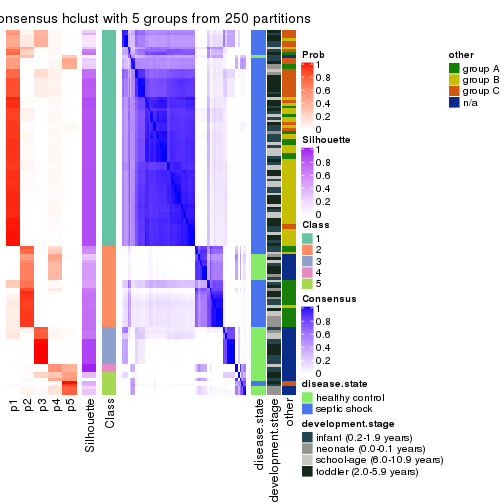 onsensus hclust with 5 groups from 250 partitions
Prob
1
0.8
0.6
0.4
0.2
0
Silhouette
1
0.8
0.6
0.4
0.2
0
Class
1
2
3
4
5
Consensus
1
0.8
0.6
0.4
0.2
0
disease.state
healthy control
septic shock
development.stage
infant (0.2-1.9 years)
neonate (0.0-0.1 years)
school-age (6.0-10.9 years)
toddler (2.0-5.9 years)
other
group A
group B
group C
n/a
p1
p2
p3
p4
p5
Silhouette
Class
disease.state
development.stage
other